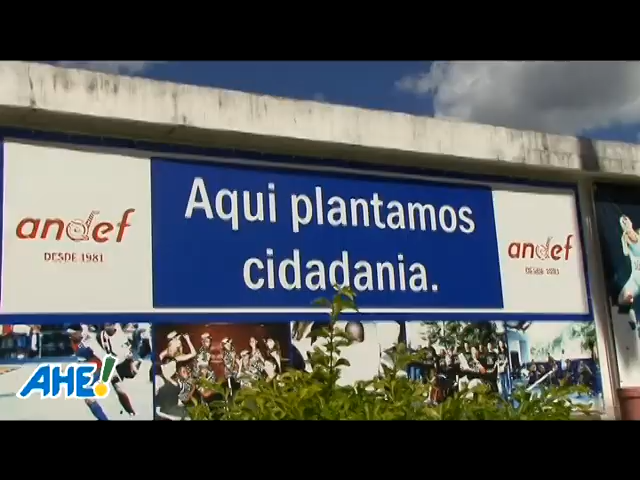 andef
DESDE 1981
Aqui plantamos
cidadania.
andef
DESDE 1981
AHE!